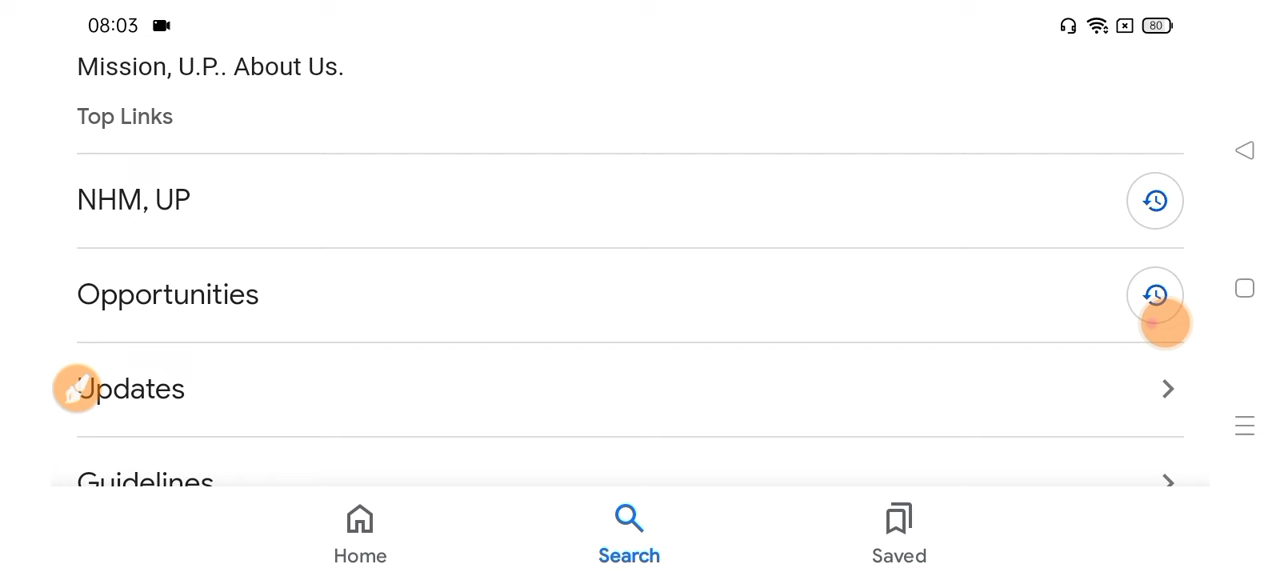 08:03
80
Mission, U.P.. About Us.
Top Links
NHM, UP
Opportunities
Updates
Guidelines
Home
Search
Saved